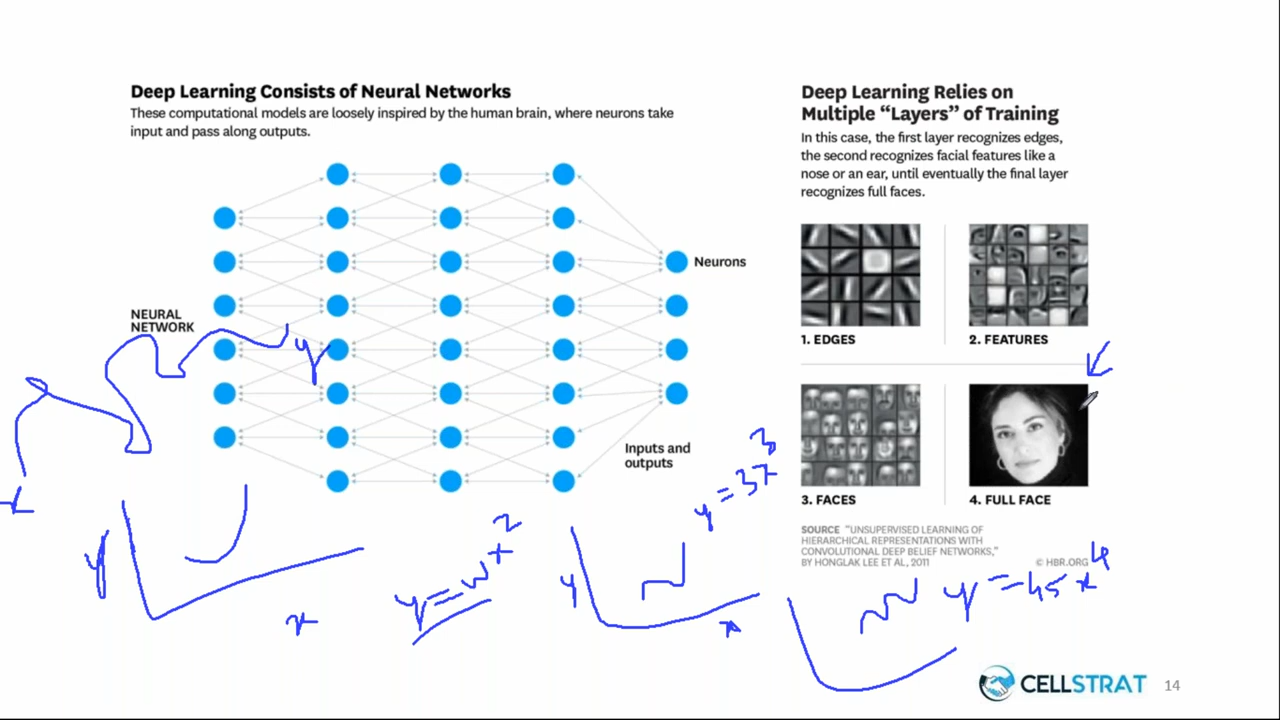 Deep Learning Consists of Neural Networks
These computational models are loosely inspired by the human brain, where neurons take
input and pass along outputs.
Neurons
NEURAL
NETWORK
Inputs and
outputs
Deep Learning Relies on
Multiple “Layers” of Training
In this case, the first layer recognizes edges,
the second recognizes facial features like a
nose or an ear, until eventually the final layer
recognizes full faces.
1. EDGES
2. FEATURES
3. FACES
4. FULL FACE
SOURCE "UNSUPERVISED LEARNING OF
HIERARCHICAL REPRESENTATIONS WITH
CONVOLUTIONAL DEEP BELIEF NETWORKS,"
BY HONGLAK LEE ET AL, 2011
© HBR.ORG
y
x
y
x
y=wx²
y
x
y=3x³
y=45x⁴
CELLSTRAT
14